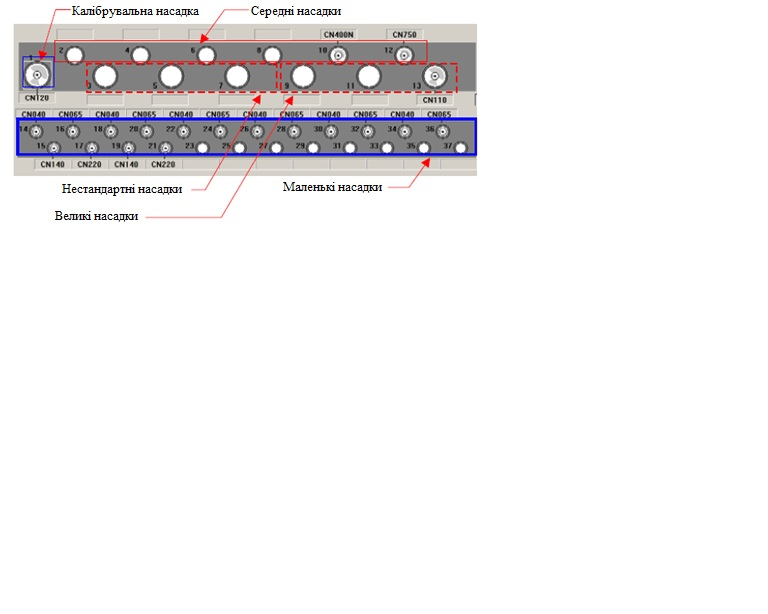 Калібрувальна насадка Середні насадки
CN400N CN750
2 4 6 8 10 12
1
3 5 7 9 11 13
CN120 CN110
CN040 CN065 CN040 CN065 CN040 CN065 CN040 CN065 CN040 CN065 CN040 CN065
14 16 18 20 22 24 26 28 30 32 34 36
15 17 19 21 23 25 27 29 31 33 35 37
CN140 CN220 CN140 CN220
Нестандартні насадки Маленькі насадки
Великі насадки